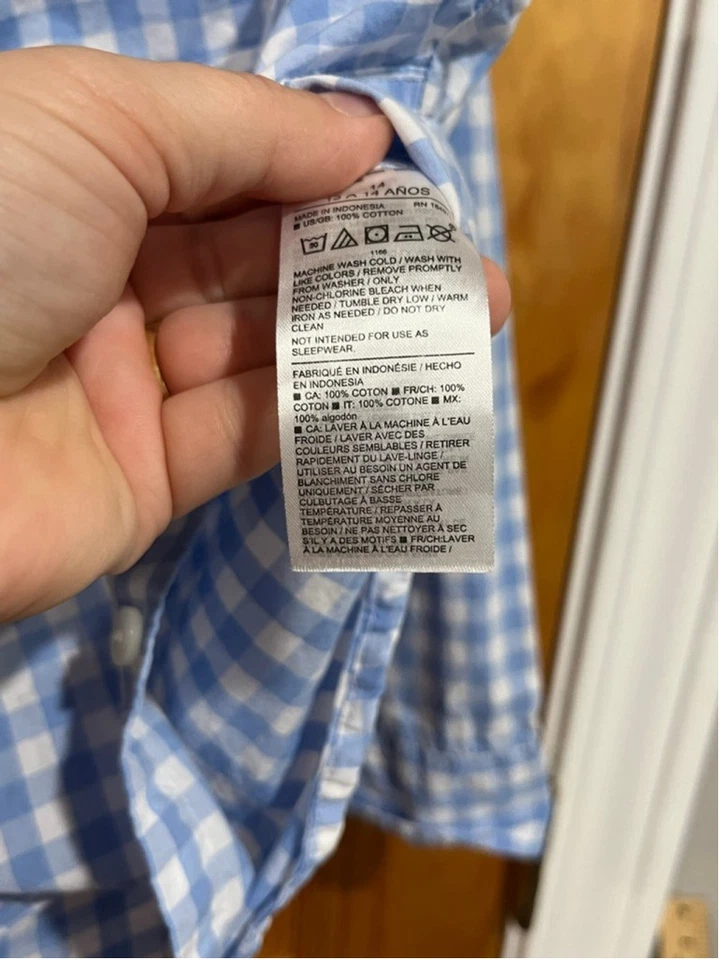 14 AÑOS
MADE IN INDONESIA RN
■ US/GB: 100% COTTON
1166
MACHINE WASH COLD / WASH WITH
LIKE COLORS / REMOVE PROMPTLY
FROM WASHER / ONLY
NON-CHLORINE BLEACH WHEN
NEEDED / TUMBLE DRY LOW / WARM
IRON AS NEEDED / DO NOT DRY
CLEAN
NOT INTENDED FOR USE AS
SLEEPWEAR.
FABRIQUÉ EN INDONÉSIE / HECHO
EN INDONESIA
■ CA: 100% COTON ■ FR/CH: 100%
COTON ■ IT: 100% COTONE ■ MX:
100% algodón
■ CA: LAVER À LA MACHINE À L'EAU
FROIDE / LAVER AVEC DES
COULEURS SEMBLABLES / RETIRER
RAPIDEMENT DU LAVE-LINGE /
UTILISER AU BESOIN UN AGENT DE
BLANCHIMENT SANS CHLORE
UNIQUEMENT / SÉCHER PAR
CULBUTAGE À BASSE
TEMPÉRATURE / REPASSER À
TEMPÉRATURE MOYENNE AU
BESOIN / NE PAS NETTOYER À SEC
S'IL Y A DES MOTIFS ■ FR/CH:LAVER
À LA MACHINE À L'EAU FROIDE /